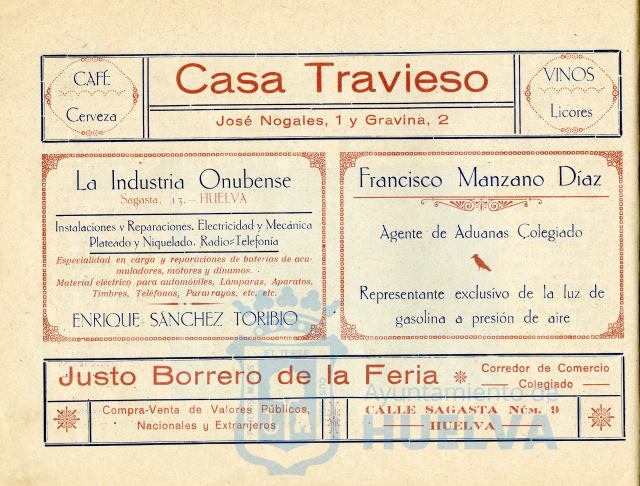 CAFÉ
Cerveza
Casa Travieso
José Nogales, 1 y Gravina, 2
VINOS
Licores
La Industria Onubense
Sagasta, 13. - HUELVA
Instalaciones y Reparaciones. Electricidad y Mecánica
Plateado y Niquelado. Radio=Telefonía
Especialidad en carga y reparaciones de baterías de acu-
muladores, motores y dinamos.
Material eléctrico para automóviles, Lámparas, Aparatos,
Timbres, Teléfonos, Pararrayos, etc. etc.
ENRIQUE SÁNCHEZ TORIBIO
Francisco Manzano Díaz
Agente de Aduanas Colegiado
Representante exclusivo de la luz de
gasolina a presión de aire
Justo Borrero de la Feria
Corredor de Comercio
Colegiado
Compra-Venta de Valores Públicos,
Nacionales y Extranjeros
CALLE SAGASTA NÚM. 9
HUELVA
Ayuntamiento de
HUELVA